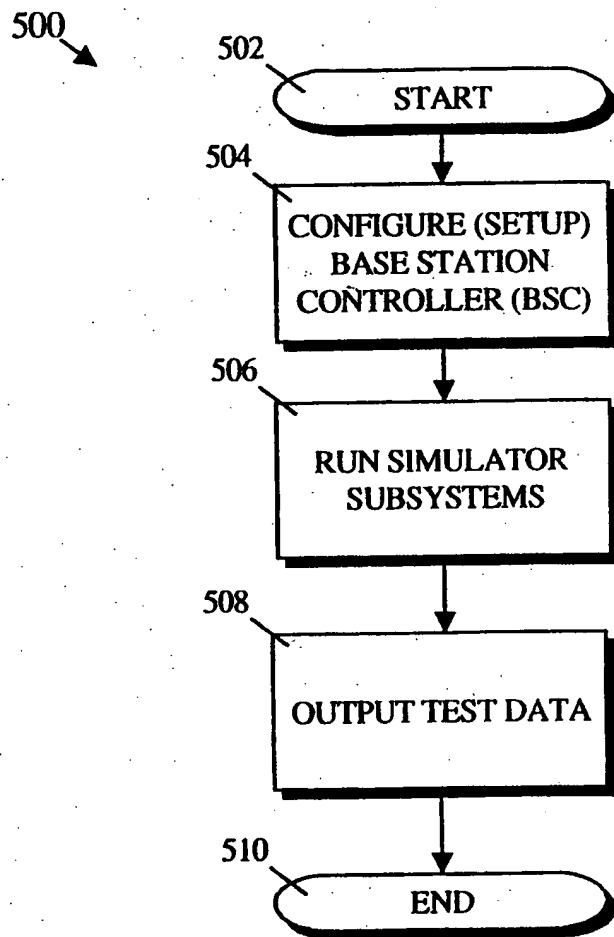 500
502
START
504
CONFIGURE (SETUP)
BASE STATION
CONTROLLER (BSC)
506
RUN SIMULATOR
SUBSYSTEMS
508
OUTPUT TEST DATA
510
END